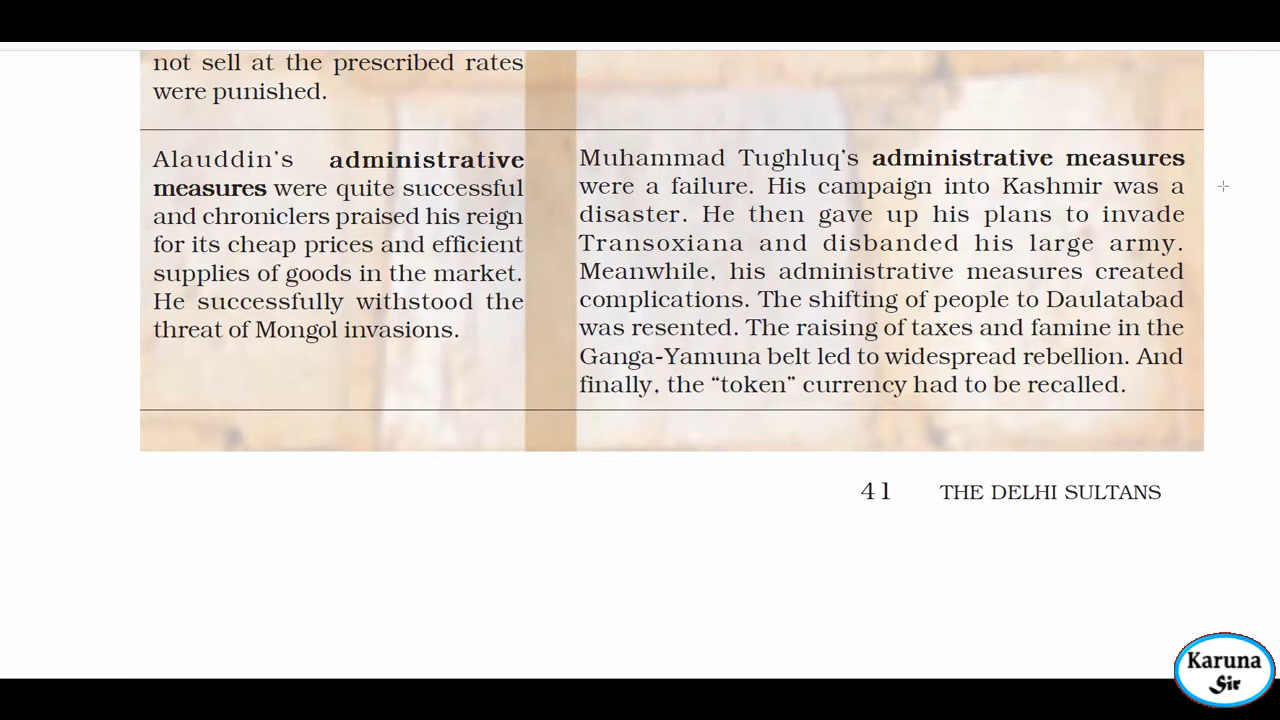 not sell at the prescribed rates
were punished.
Alauddin's administrative
measures were quite successful
and chroniclers praised his reign
for its cheap prices and efficient
supplies of goods in the market.
He successfully withstood the
threat of Mongol invasions.
Muhammad Tughluq's administrative measures
were a failure. His campaign into Kashmir was a
disaster. He then gave up his plans to invade
Transoxiana and disbanded his large army.
Meanwhile, his administrative measures created
complications. The shifting of people to Daulatabad
was resented. The raising of taxes and famine in the
Ganga-Yamuna belt led to widespread rebellion. And
finally, the “token” currency had to be recalled.
41 THE DELHI SULTANS
Karuna
Sir